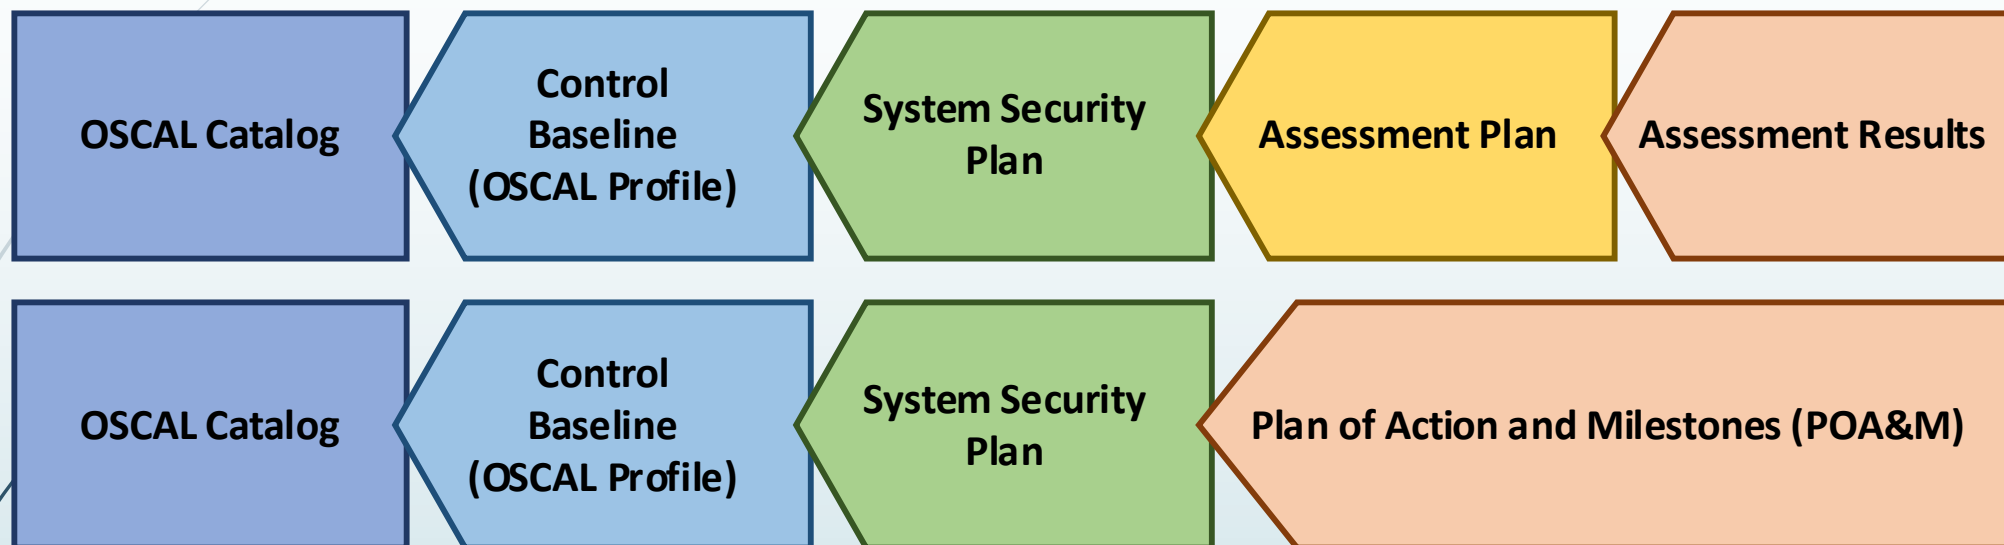 OSCAL Catalog
Control
Baseline
(OSCAL Profile)
System Security
Plan
Assessment Plan
Assessment Results
OSCAL Catalog
Control
Baseline
(OSCAL Profile)
System Security
Plan
Plan of Action and Milestones (POA&M)